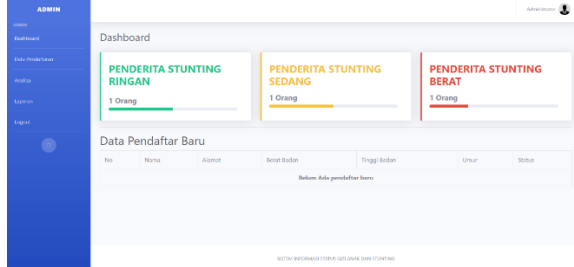 ADMIN
Administrator
Dashboard
Data Pendaftaran
Analisa
Laporan
Logout
Dashboard
PENDERITA STUNTING RINGAN
1 Orang
PENDERITA STUNTING SEDANG
1 Orang
PENDERITA STUNTING BERAT
1 Orang
Data Pendaftar Baru
No Nama Alamat Berat Badan Tinggi Badan Umur Status
Belum Ada pendaftar baru
SISTEM INFORMASI STATUS GIZI ANAK DAN STUNTING